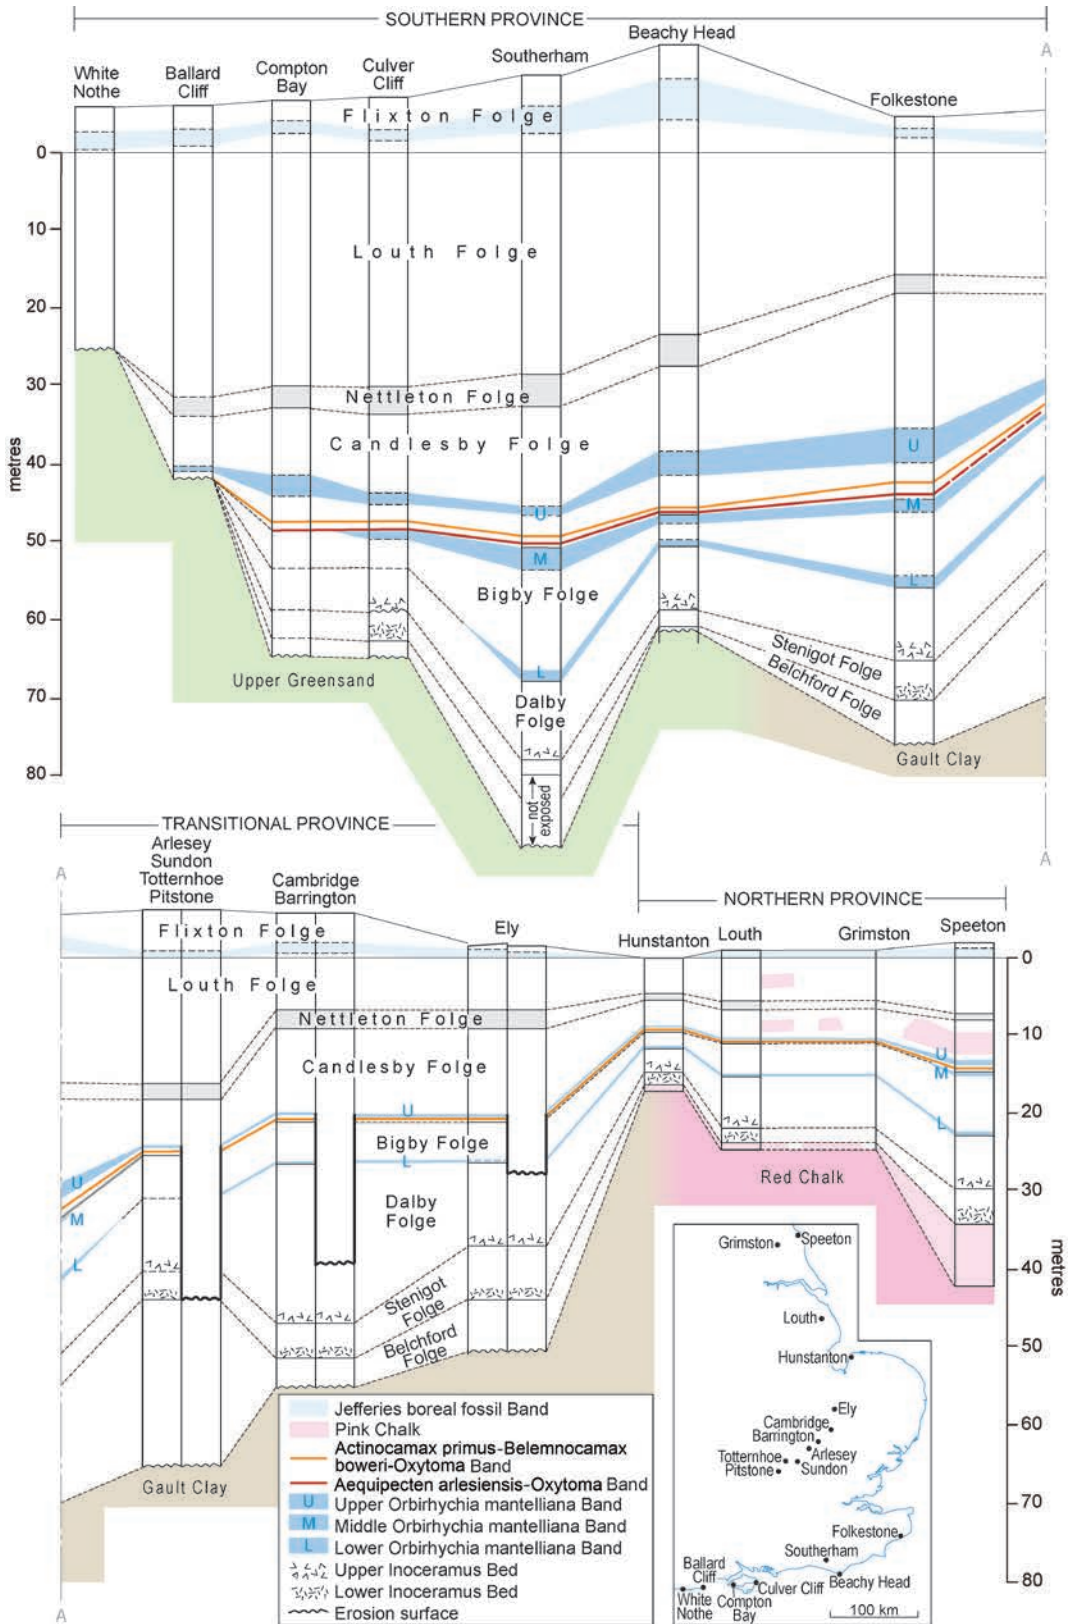 SOUTHERN PROVINCE
White
Nothe
Ballard
Cliff
Compton
Bay
Culver
Cliff
Southerham
Beachy Head
Folkestone
A
A
Flixton Folge
0
10
20
30
40
50
60
70
80
metres
Louth Folge
Nettleton Folge
Candlesby Folge
U
U
M
M
Bigby Folge
L
L
Upper Greensand
Dalby
Folge
Stenigot Folge
Belchford Folge
Gault Clay
not
exposed
A
TRANSITIONAL PROVINCE
Arlesey
Sundon
Totternhoe
Pitstone
Cambridge
Barrington
Ely
NORTHERN PROVINCE
Hunstanton
Louth
Grimston
Speeton
A
Flixton Folge
Louth Folge
Nettleton Folge
Candlesby Folge
U
M
L
U
Bigby Folge
L
Dalby
Folge
Stenigot
Folge
Belchford
Folge
U
M
L
Red Chalk
Gault Clay
A
0
10
20
30
40
50
60
70
80
metres
Jefferies boreal fossil Band
Pink Chalk
Actinocamax primus-Belemnocamax
boweri-Oxytoma Band
Aequipecten arlesiensis-Oxytoma Band
U Upper Orbirhychia mantelliana Band
M Middle Orbirhychia mantelliana Band
L Lower Orbirhychia mantelliana Band
Upper Inoceramus Bed
Lower Inoceramus Bed
Erosion surface
Grimston
Speeton
Louth
Hunstanton
Ely
Cambridge
Barrington
Arlesey
Totternhoe
Sundon
Pitstone
Folkestone
Southerham
Beachy Head
Ballard
Cliff
Culver Cliff
White
Nothe
Compton
Bay
100 km